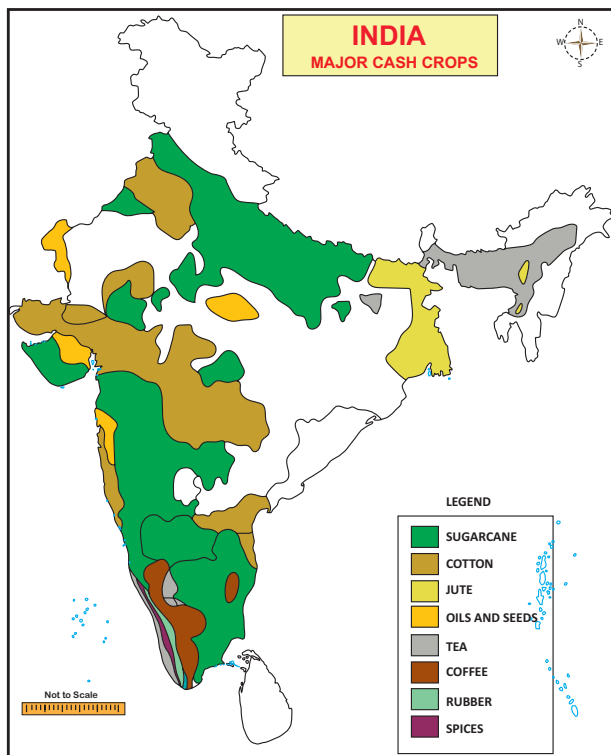 INDIA
MAJOR CASH CROPS
N
W E
S
LEGEND
SUGARCANE
COTTON
JUTE
OILS AND SEEDS
TEA
COFFEE
RUBBER
SPICES
Not to Scale